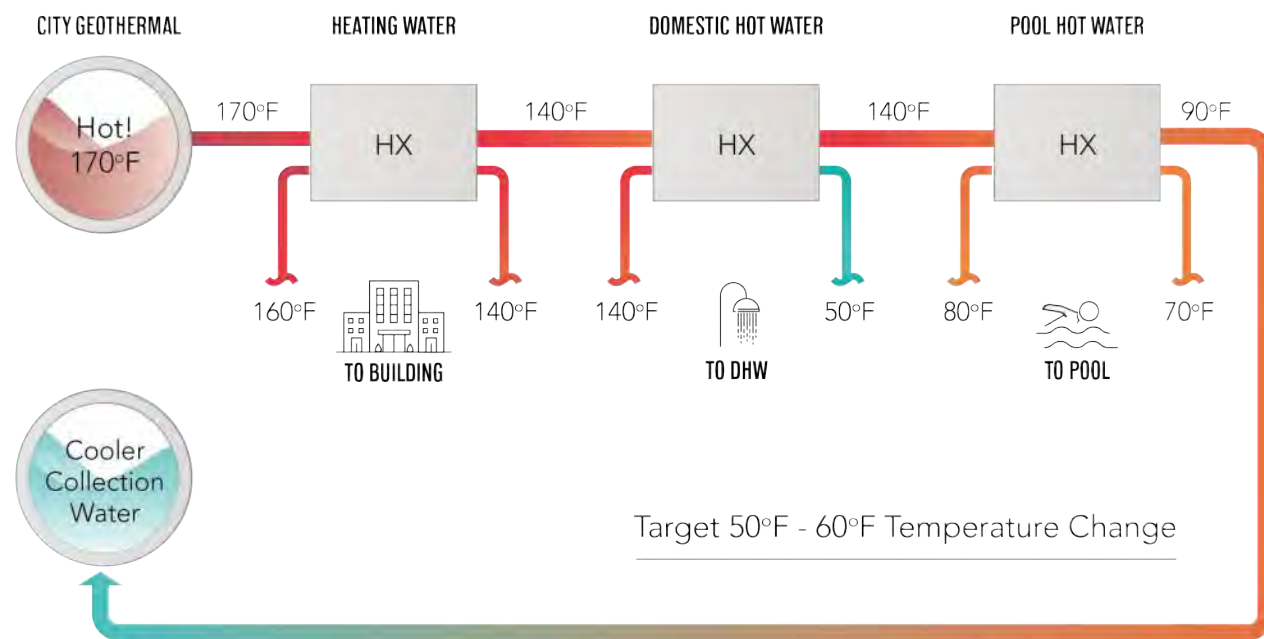 CITY GEOTHERMAL
HEATING WATER
DOMESTIC HOT WATER
POOL HOT WATER
Hot!
170°F
170°F
HX
140°F
HX
140°F
HX
90°F
160°F
140°F
140°F
50°F
80°F
70°F
TO BUILDING
TO DHW
TO POOL
Cooler
Collection
Water
Target 50°F - 60°F Temperature Change